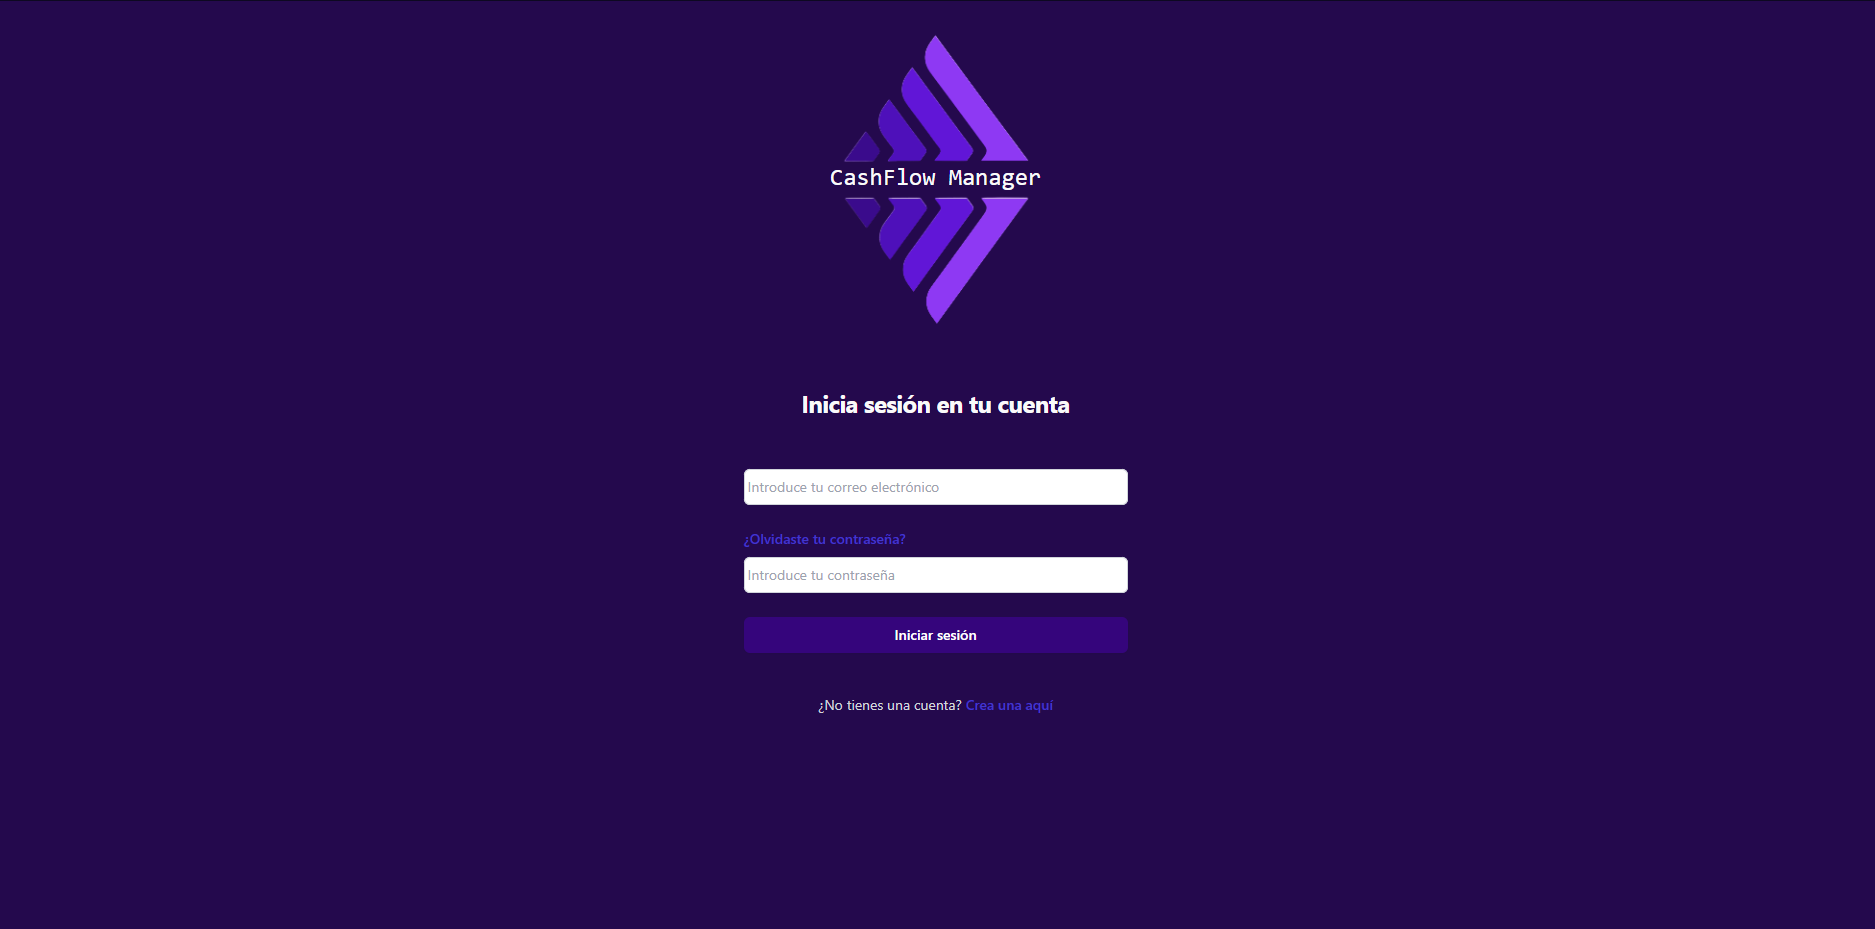 CashFlow Manager
Inicia sesión en tu cuenta
Introduce tu correo electrónico
¿Olvidaste tu contraseña?
Introduce tu contraseña
Iniciar sesión
¿No tienes una cuenta? Crea una aquí